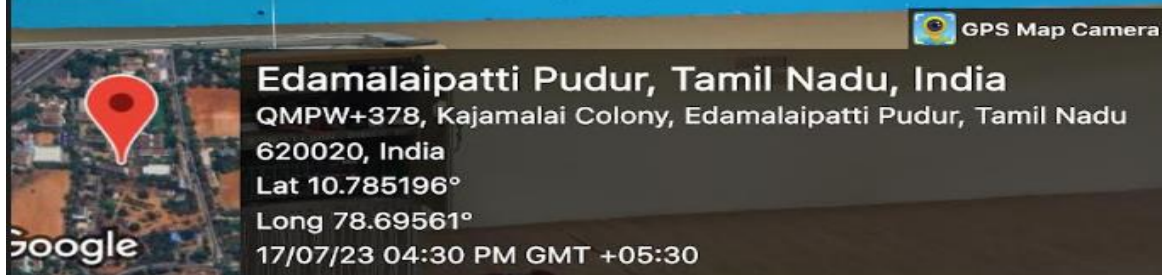 GPS Map Camera
Edamalaipatti Pudur, Tamil Nadu, India
QMPW+378, Kajamalai Colony, Edamalaipatti Pudur, Tamil Nadu
620020, India
Lat 10.785196°
Long 78.69561°
17/07/23 04:30 PM GMT +05:30
Google